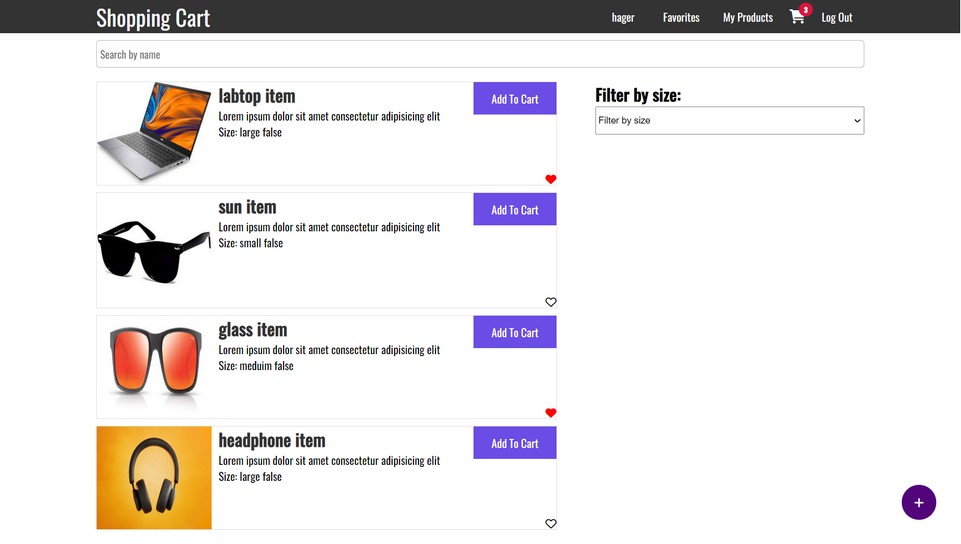 Shopping Cart
hager
Favorites
My Products
3
Log Out
Search by name
labtop item
Add To Cart
Lorem ipsum dolor sit amet consectetur adipisicing elit
Size: large false
Filter by size:
Filter by size
sun item
Add To Cart
Lorem ipsum dolor sit amet consectetur adipisicing elit
Size: small false
glass item
Add To Cart
Lorem ipsum dolor sit amet consectetur adipisicing elit
Size: meduim false
headphone item
Add To Cart
Lorem ipsum dolor sit amet consectetur adipisicing elit
Size: large false
+